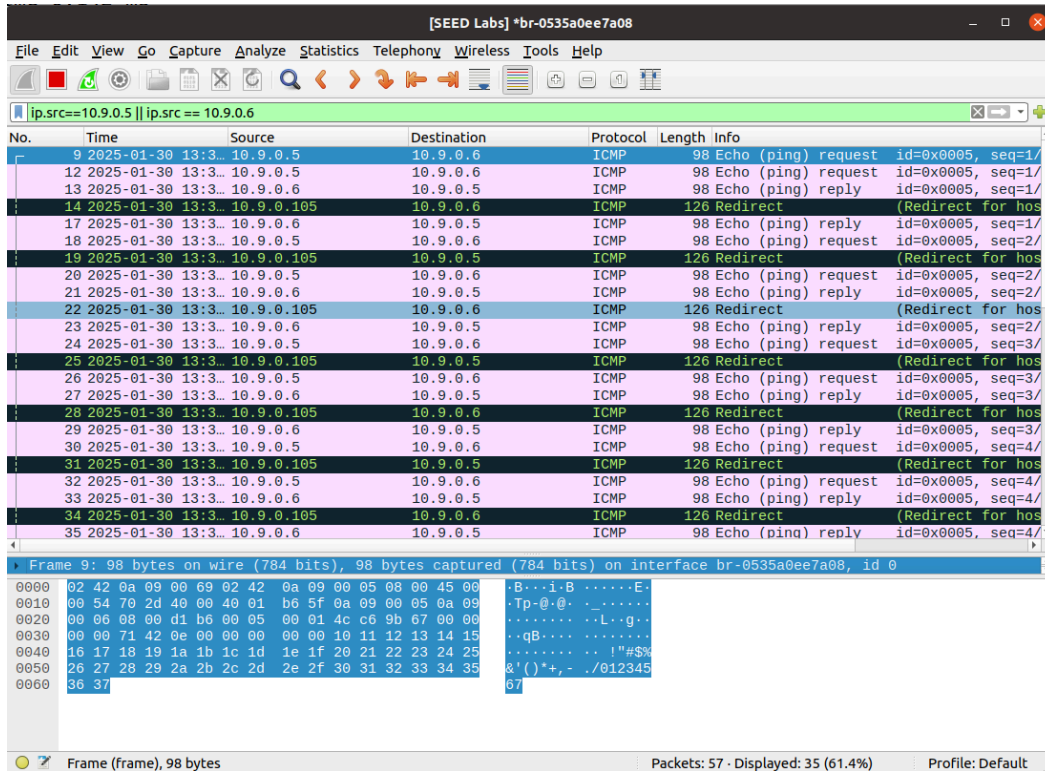 [SEED Labs] *br-0535a0ee7a08
File Edit View Go Capture Analyze Statistics Telephony Wireless Tools Help
ip.src==10.9.0.5 || ip.src == 10.9.0.6
No. Time Source Destination Protocol Length Info
9 2025-01-30 13:3… 10.9.0.5 10.9.0.6 ICMP 98 Echo (ping) request id=0x0005, seq=1/
12 2025-01-30 13:3… 10.9.0.5 10.9.0.6 ICMP 98 Echo (ping) request id=0x0005, seq=1/
13 2025-01-30 13:3… 10.9.0.6 10.9.0.5 ICMP 98 Echo (ping) reply id=0x0005, seq=1/
14 2025-01-30 13:3… 10.9.0.105 10.9.0.6 ICMP 126 Redirect (Redirect for hos
17 2025-01-30 13:3… 10.9.0.6 10.9.0.5 ICMP 98 Echo (ping) reply id=0x0005, seq=1/
18 2025-01-30 13:3… 10.9.0.5 10.9.0.6 ICMP 98 Echo (ping) request id=0x0005, seq=2/
19 2025-01-30 13:3… 10.9.0.105 10.9.0.5 ICMP 126 Redirect (Redirect for hos
20 2025-01-30 13:3… 10.9.0.5 10.9.0.6 ICMP 98 Echo (ping) request id=0x0005, seq=2/
21 2025-01-30 13:3… 10.9.0.6 10.9.0.5 ICMP 98 Echo (ping) reply id=0x0005, seq=2/
22 2025-01-30 13:3… 10.9.0.105 10.9.0.6 ICMP 126 Redirect (Redirect for hos
23 2025-01-30 13:3… 10.9.0.6 10.9.0.5 ICMP 98 Echo (ping) reply id=0x0005, seq=2/
24 2025-01-30 13:3… 10.9.0.5 10.9.0.6 ICMP 98 Echo (ping) request id=0x0005, seq=3/
25 2025-01-30 13:3… 10.9.0.105 10.9.0.5 ICMP 126 Redirect (Redirect for hos
26 2025-01-30 13:3… 10.9.0.5 10.9.0.6 ICMP 98 Echo (ping) request id=0x0005, seq=3/
27 2025-01-30 13:3… 10.9.0.6 10.9.0.5 ICMP 98 Echo (ping) reply id=0x0005, seq=3/
28 2025-01-30 13:3… 10.9.0.105 10.9.0.6 ICMP 126 Redirect (Redirect for hos
29 2025-01-30 13:3… 10.9.0.6 10.9.0.5 ICMP 98 Echo (ping) reply id=0x0005, seq=3/
30 2025-01-30 13:3… 10.9.0.5 10.9.0.6 ICMP 98 Echo (ping) request id=0x0005, seq=4/
31 2025-01-30 13:3… 10.9.0.105 10.9.0.5 ICMP 126 Redirect (Redirect for hos
32 2025-01-30 13:3… 10.9.0.5 10.9.0.6 ICMP 98 Echo (ping) request id=0x0005, seq=4/
33 2025-01-30 13:3… 10.9.0.6 10.9.0.5 ICMP 98 Echo (ping) reply id=0x0005, seq=4/
34 2025-01-30 13:3… 10.9.0.105 10.9.0.6 ICMP 126 Redirect (Redirect for hos
35 2025-01-30 13:3… 10.9.0.6 10.9.0.5 ICMP 98 Echo (ping) reply id=0x0005, seq=4/
Frame 9: 98 bytes on wire (784 bits), 98 bytes captured (784 bits) on interface br-0535a0ee7a08, id 0
0000 02 42 0a 09 00 69 02 42 0a 09 00 05 08 00 45 00 ·B···i·B ······E·
0010 00 54 70 2d 40 00 40 01 b6 5f 0a 09 00 05 0a 09 ·Tp-@·@· ·_······
0020 00 06 08 00 d1 b6 00 05 00 01 4c c6 9b 67 00 00 ········ ··L··g··
0030 00 00 71 42 0e 00 00 00 00 00 10 11 12 13 14 15 ··qB···· ········
0040 16 17 18 19 1a 1b 1c 1d 1e 1f 20 21 22 23 24 25 ········ ·· !"#$%
0050 26 27 28 29 2a 2b 2c 2d 2e 2f 30 31 32 33 34 35 &'()*+,- ./012345
0060 36 37 67
Frame (frame), 98 bytes Packets: 57 · Displayed: 35 (61.4%) Profile: Default